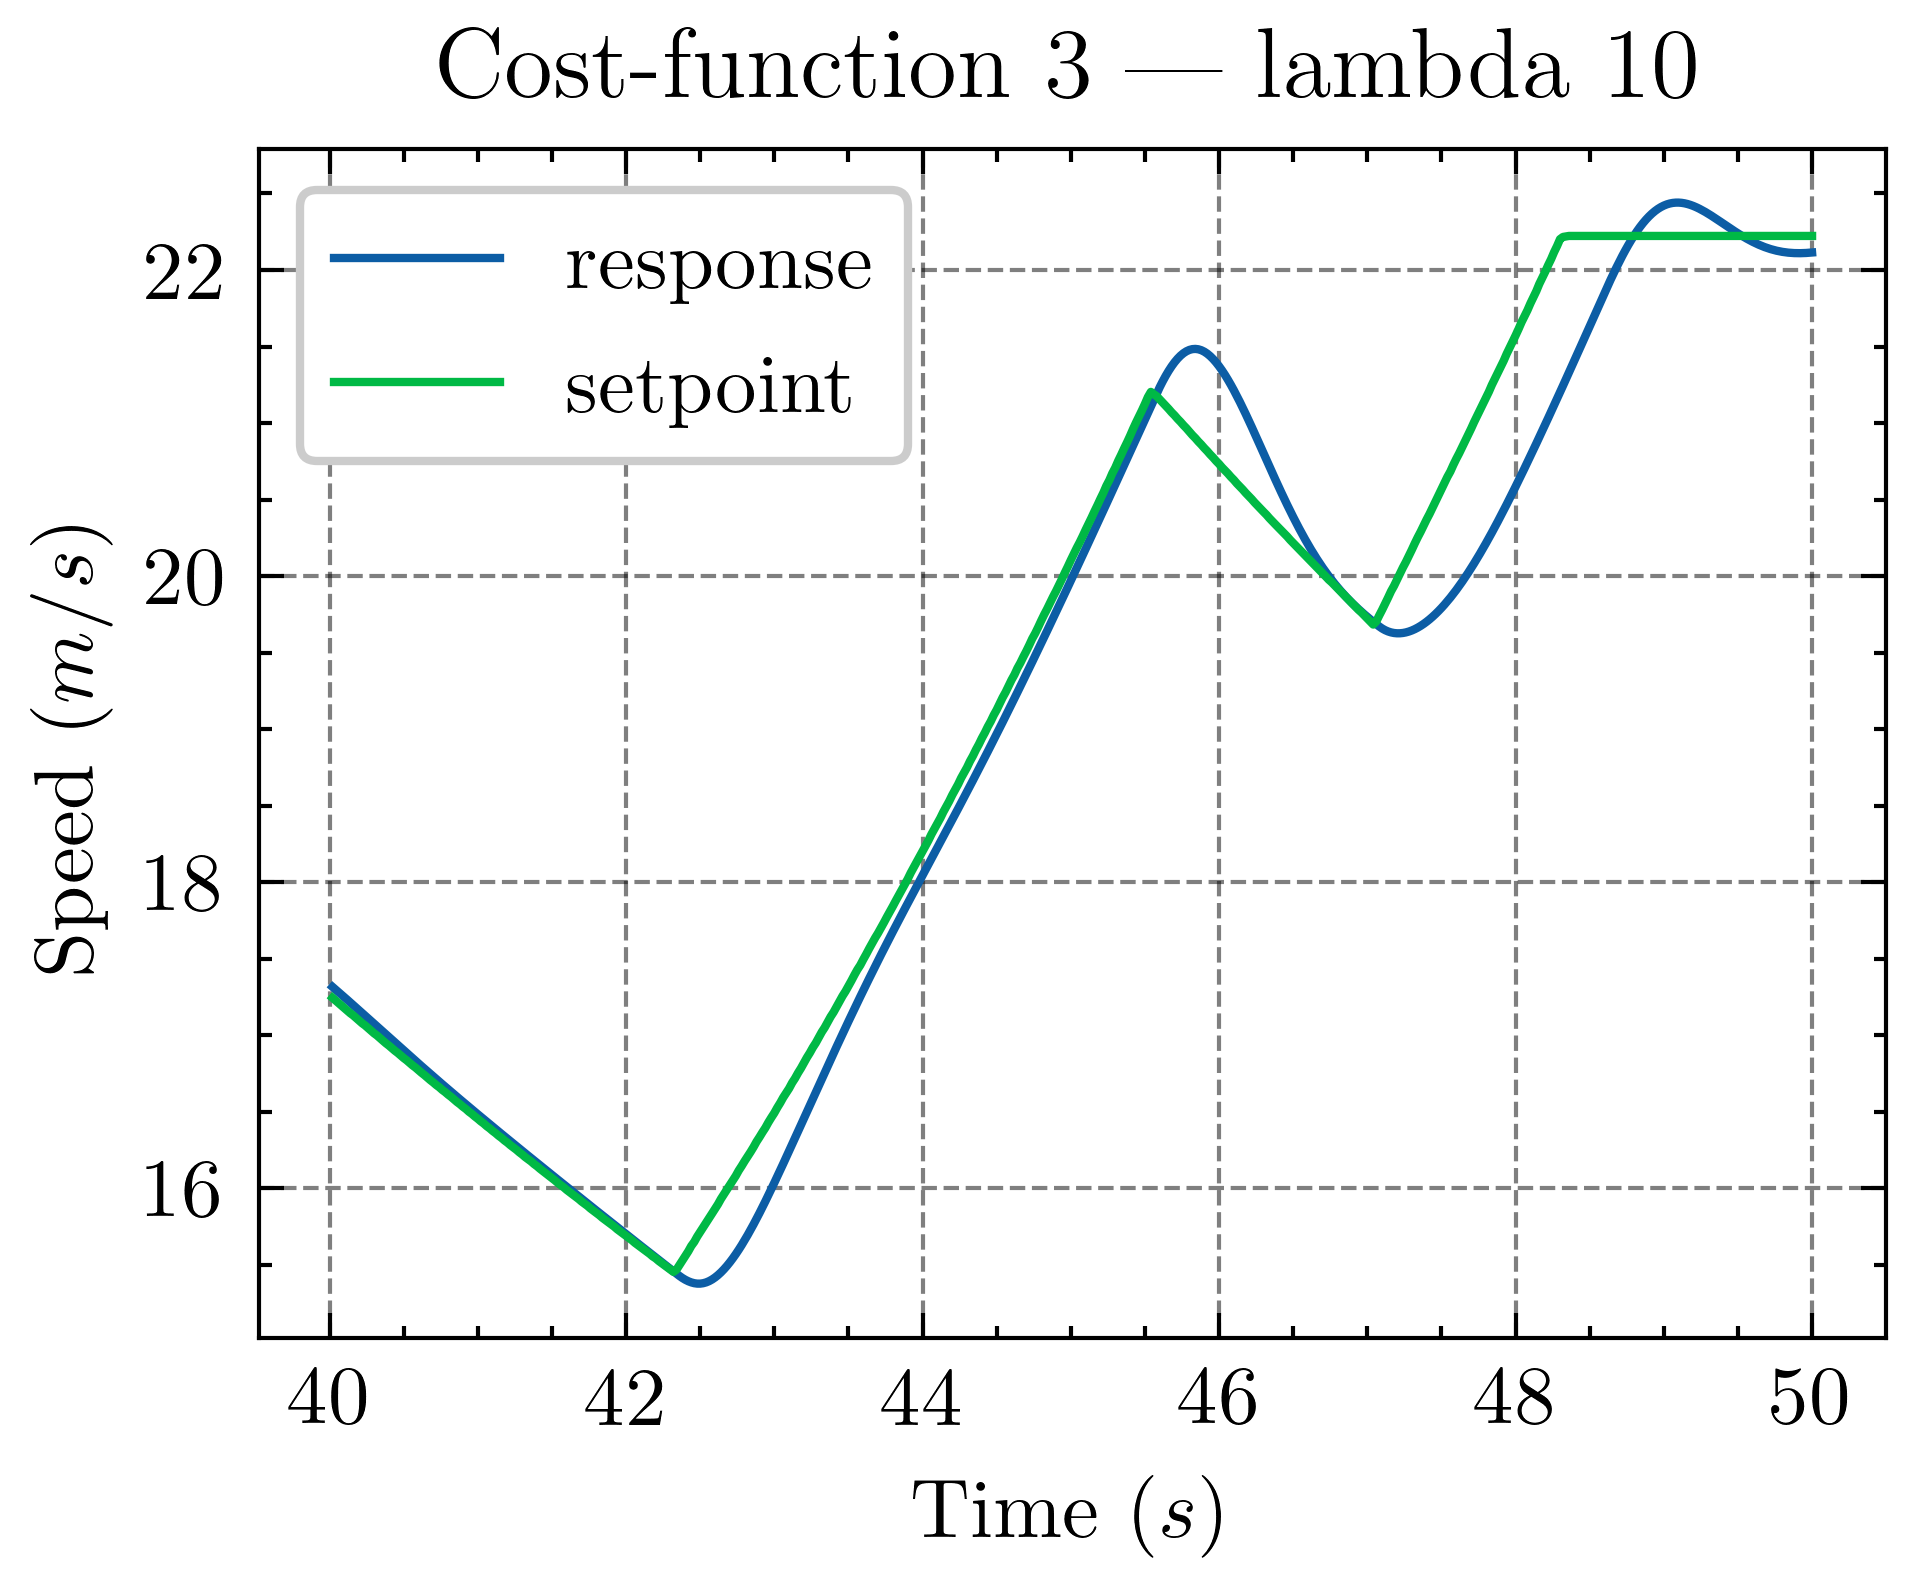 Cost-function 3 — lambda 10
response
setpoint
Speed (m/s)
22
20
18
16
40 42 44 46 48 50
Time (s)